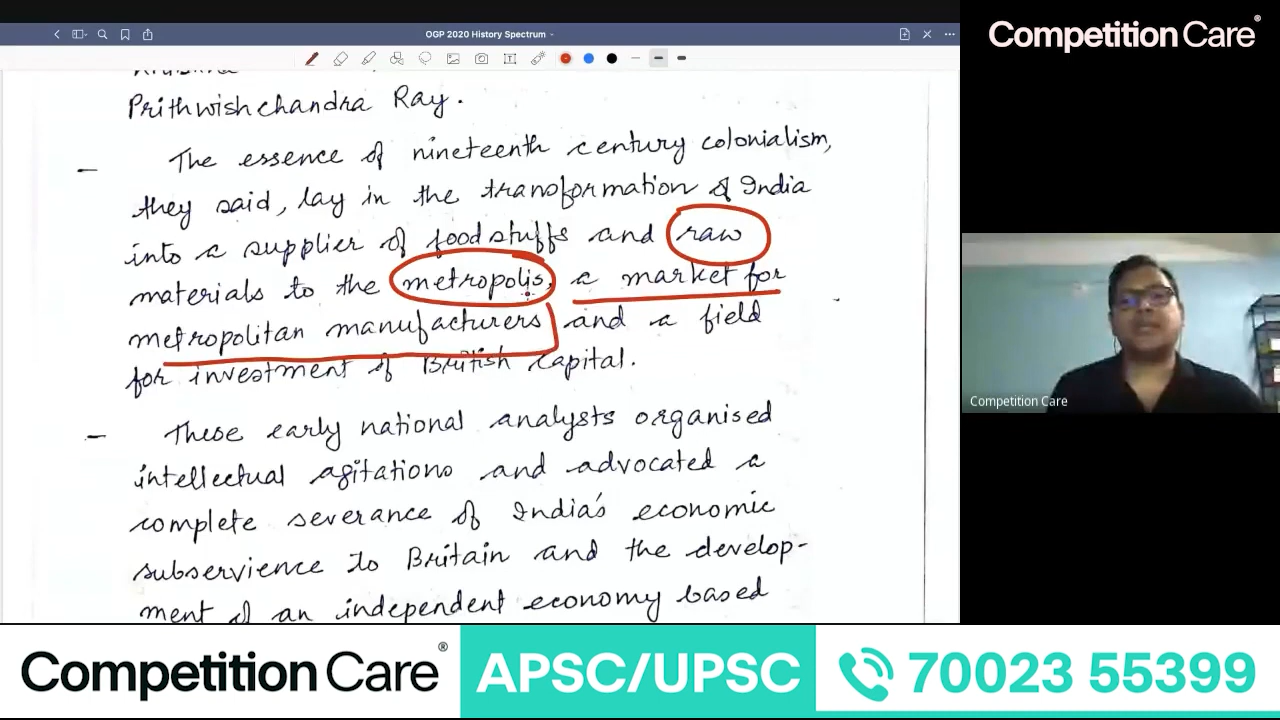 OGP 2020 History Spectrum
Competition Care
Prithwishchandra Ray.
- The essence of nineteenth century colonialism,
they said, lay in the transformation of India
into a supplier of foodstuffs and raw
materials to the metropolis, a market for
metropolitan manufacturers, and a field
for investment of British Capital.
- These early national analysts organised
intellectual agitations and advocated a
complete severance of India's economic
subservience to Britain and the develop-
ment of an independent economy based
Competition Care
Competition Care® APSC/UPSC 70023 55399